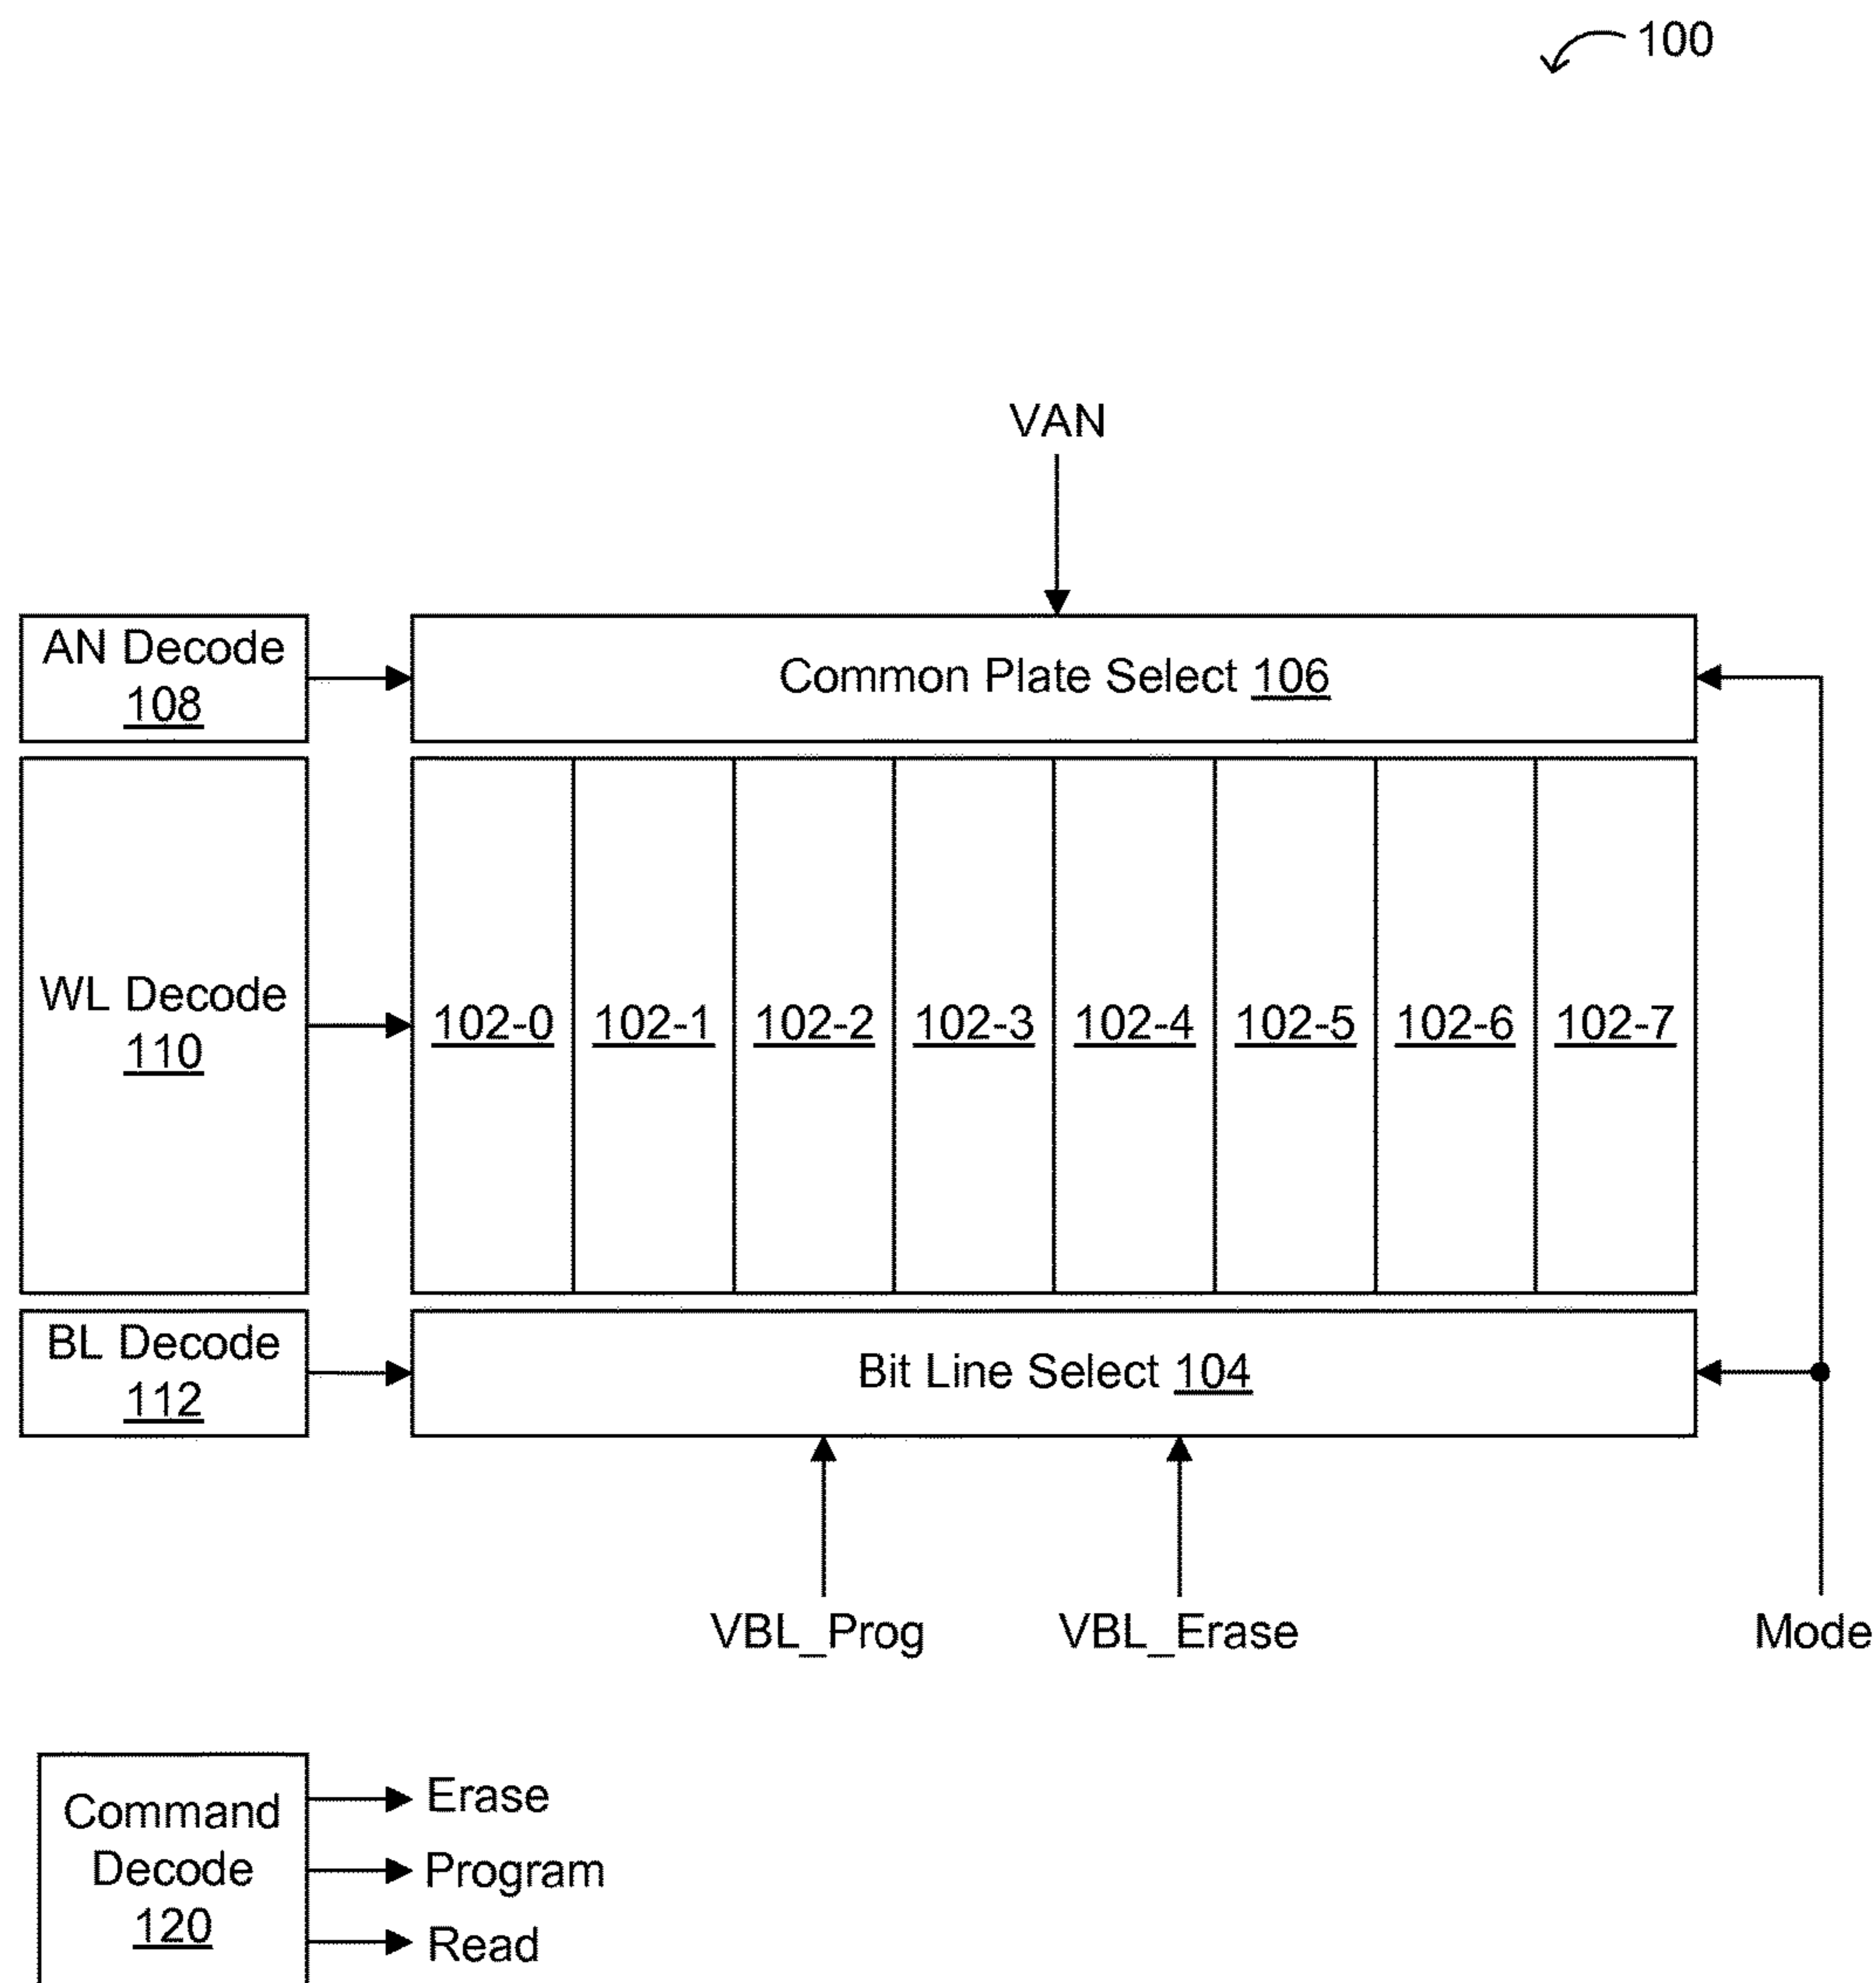 100
VAN
AN Decode
108
Common Plate Select 106
WL Decode
110
102-0 102-1 102-2 102-3 102-4 102-5 102-6 102-7
BL Decode
112
Bit Line Select 104
VBL_Prog VBL_Erase Mode
Command
Decode
120
Erase
Program
Read